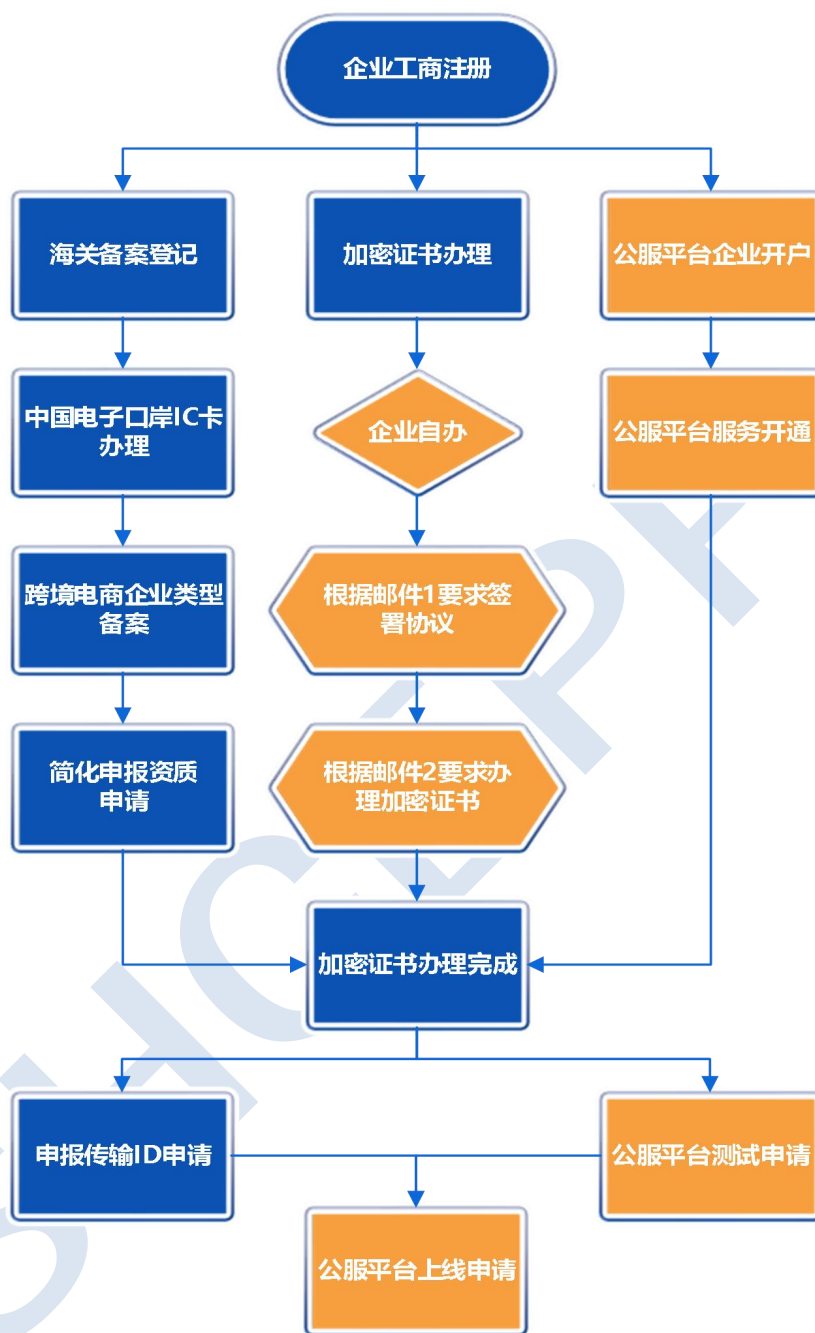 企业工商注册
海关备案登记
加密证书办理
公服平台企业开户
中国电子口岸IC卡
办理
企业自办
公服平台服务开通
跨境电商企业类型
备案
根据邮件1要求签
署协议
简化申报资质
申请
根据邮件2要求办
理加密证书
加密证书办理完成
申报传输ID申请
公服平台测试申请
公服平台上线申请